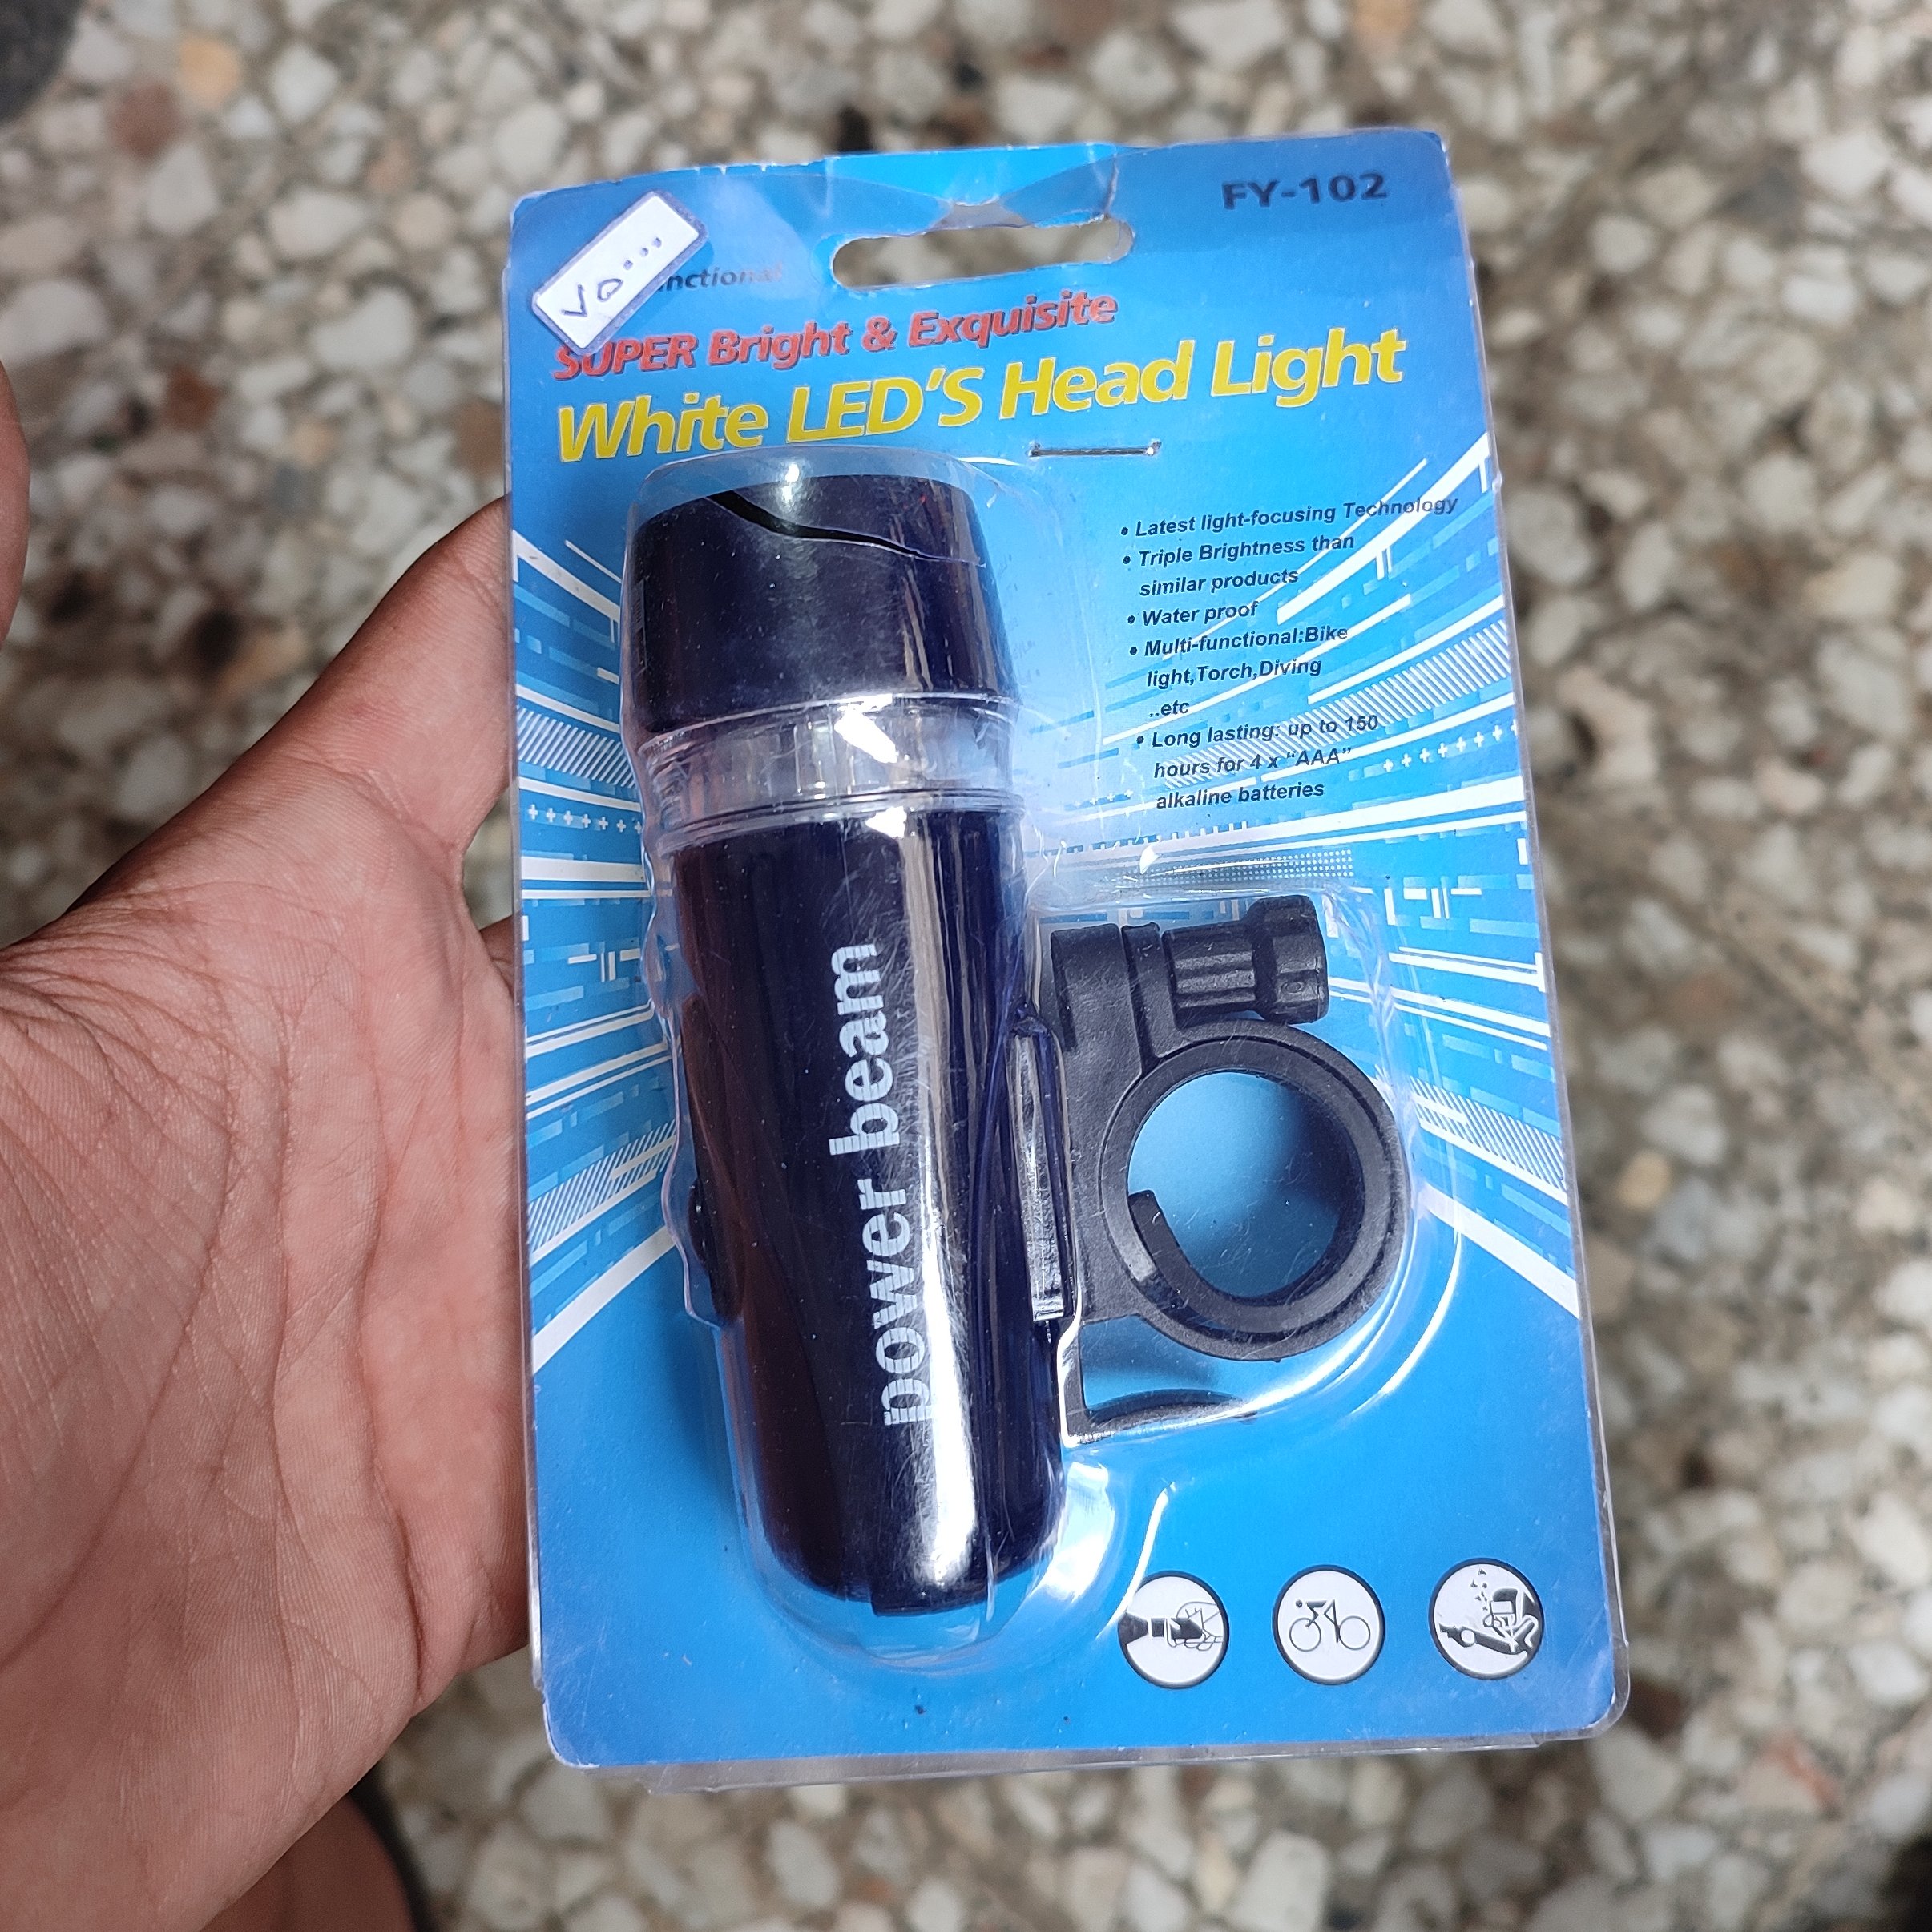 FY-102
nctional
SUPER Bright & Exquisite
White LED'S Head Light
• Latest light-focusing Technology
• Triple Brightness than
similar products
• Water proof
• Multi-functional:Bike
light,Torch,Diving
..etc
• Long lasting: up to 150
hours for 4 x "AAA"
alkaline batteries
power beam